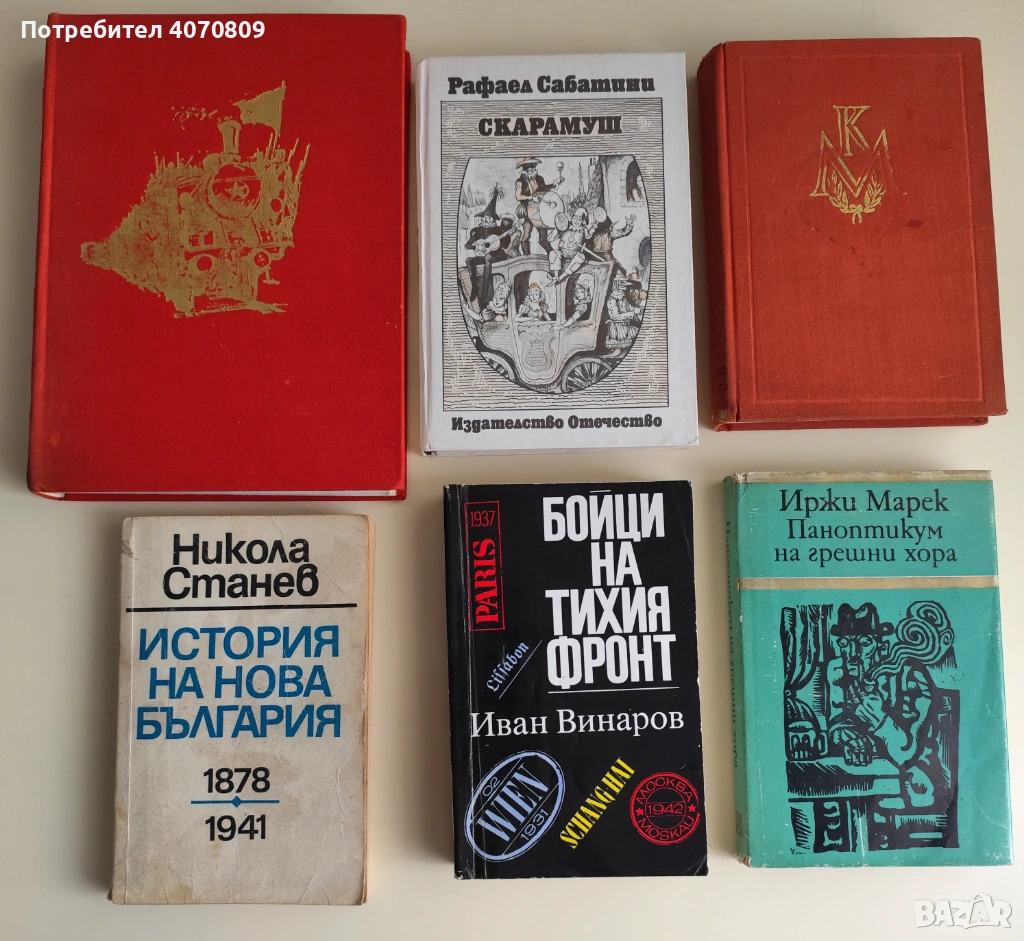 Потребител 4070809
Рафаел Сабатини
СКАРАМУШ
Издателство Отечество
К
М
Никола
Станев
ИСТОРИЯ
НА НОВА
БЪЛГАРИЯ
1878
1941
1937
PARIS
БОЙЦИ
НА
ТИХИЯ
ФРОНТ
Lissabon
Иван Винаров
02
WIEN
1931
SCHANGHAI
МОСКВА
1942
MOSKAU
Иржи Марек
Паноптикум
на грешни хора
BAZAR